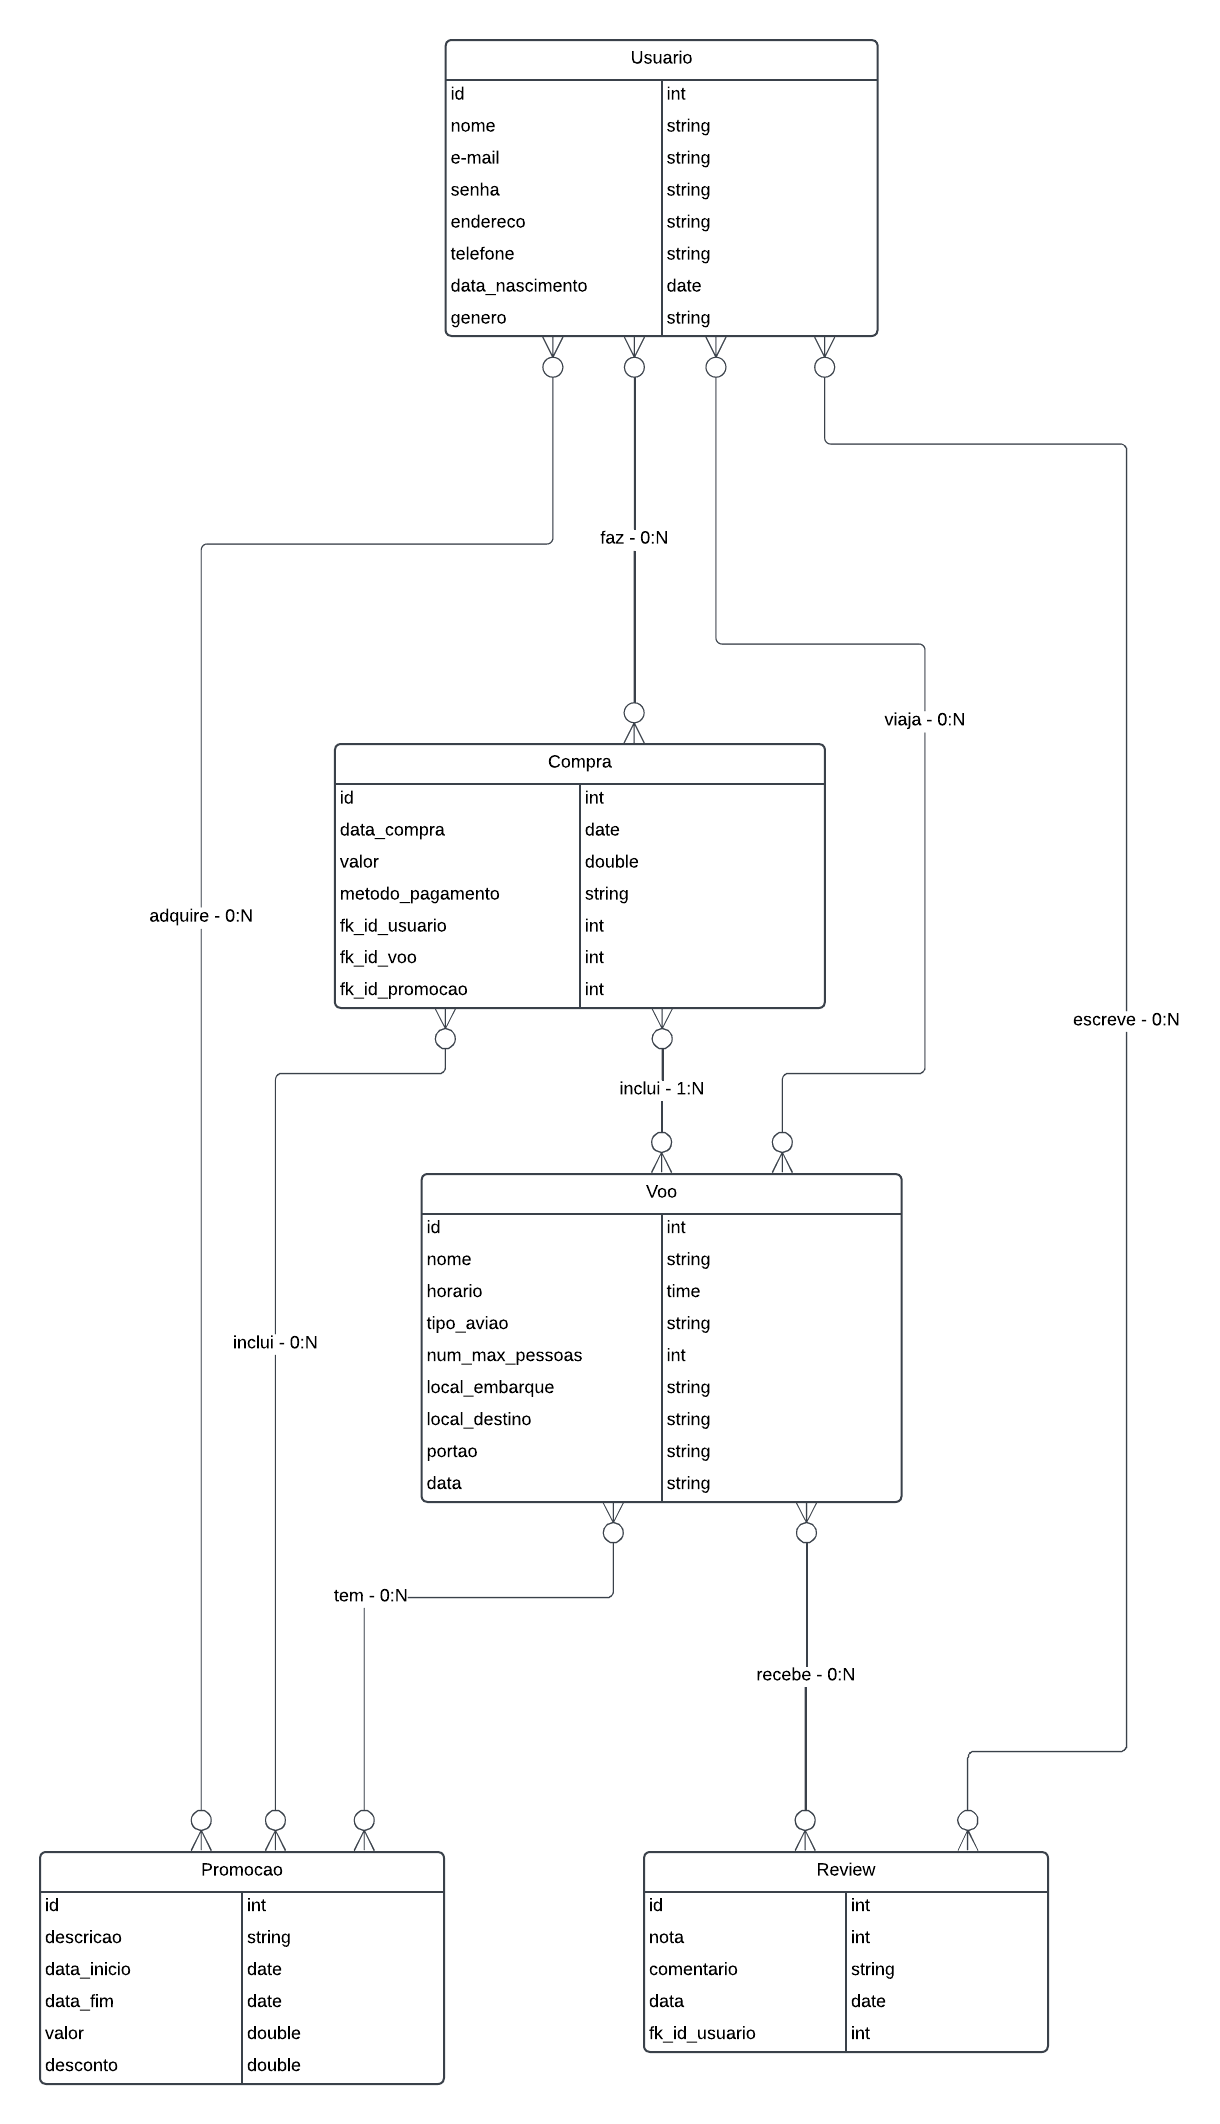 Usuario
id int
nome string
e-mail string
senha string
endereco string
telefone string
data_nascimento date
genero string
faz - 0:N
viaja - 0:N
Compra
id int
data_compra date
valor double
metodo_pagamento string
fk_id_usuario int
fk_id_voo int
fk_id_promocao int
adquire - 0:N
escreve - 0:N
inclui - 1:N
Voo
id int
nome string
horario time
tipo_aviao string
num_max_pessoas int
local_embarque string
local_destino string
portao string
data string
inclui - 0:N
tem - 0:N
recebe - 0:N
Promocao
id int
descricao string
data_inicio date
data_fim date
valor double
desconto double
Review
id int
nota int
comentario string
data date
fk_id_usuario int